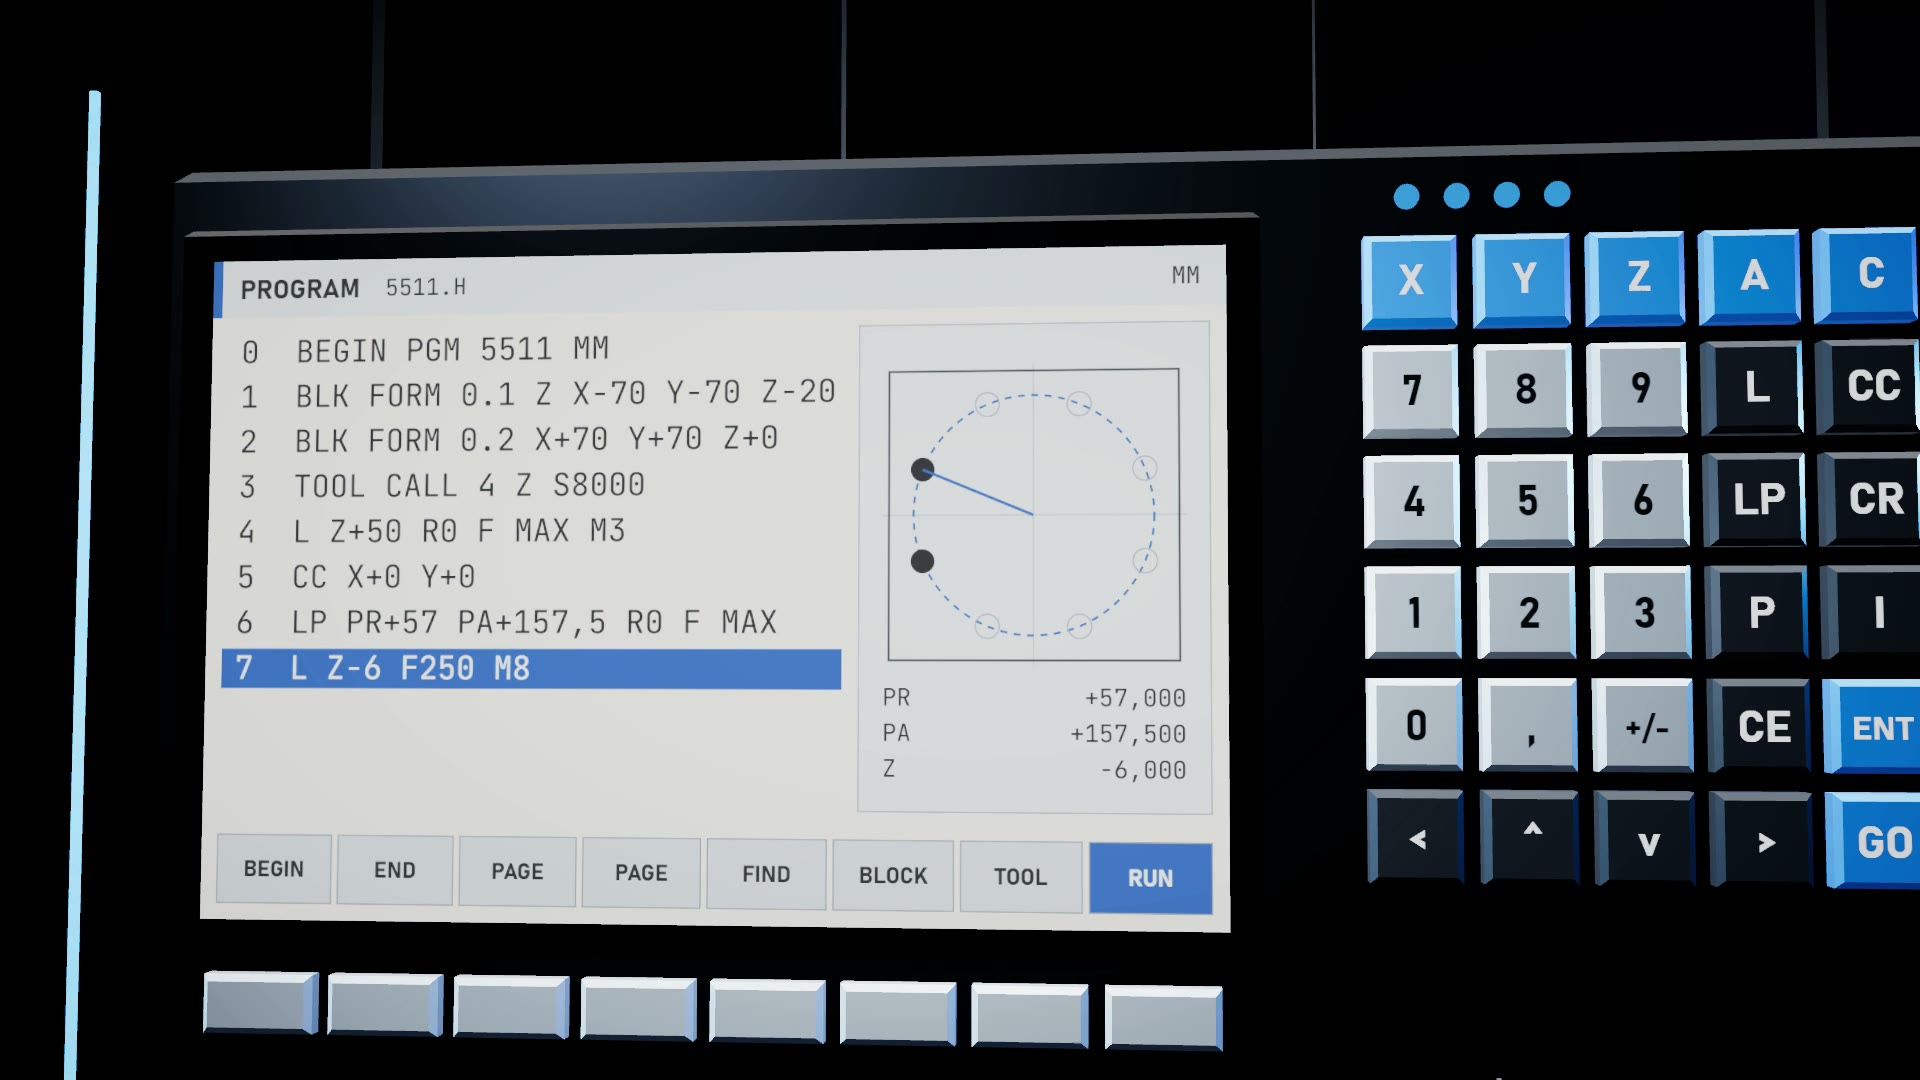 PROGRAM 5511.H MM
0 BEGIN PGM 5511 MM
1 BLK FORM 0.1 Z X-70 Y-70 Z-20
2 BLK FORM 0.2 X+70 Y+70 Z+0
3 TOOL CALL 4 Z S8000
4 L Z+50 R0 F MAX M3
5 CC X+0 Y+0
6 LP PR+57 PA+157,5 R0 F MAX
7 L Z-6 F250 M8
PR +57,000
PA +157,500
Z -6,000
BEGIN END PAGE PAGE FIND BLOCK TOOL RUN
X Y Z A C
7 8 9 L CC
4 5 6 LP CR
1 2 3 P I
0 , +/- CE ENT
< ^ v > GO